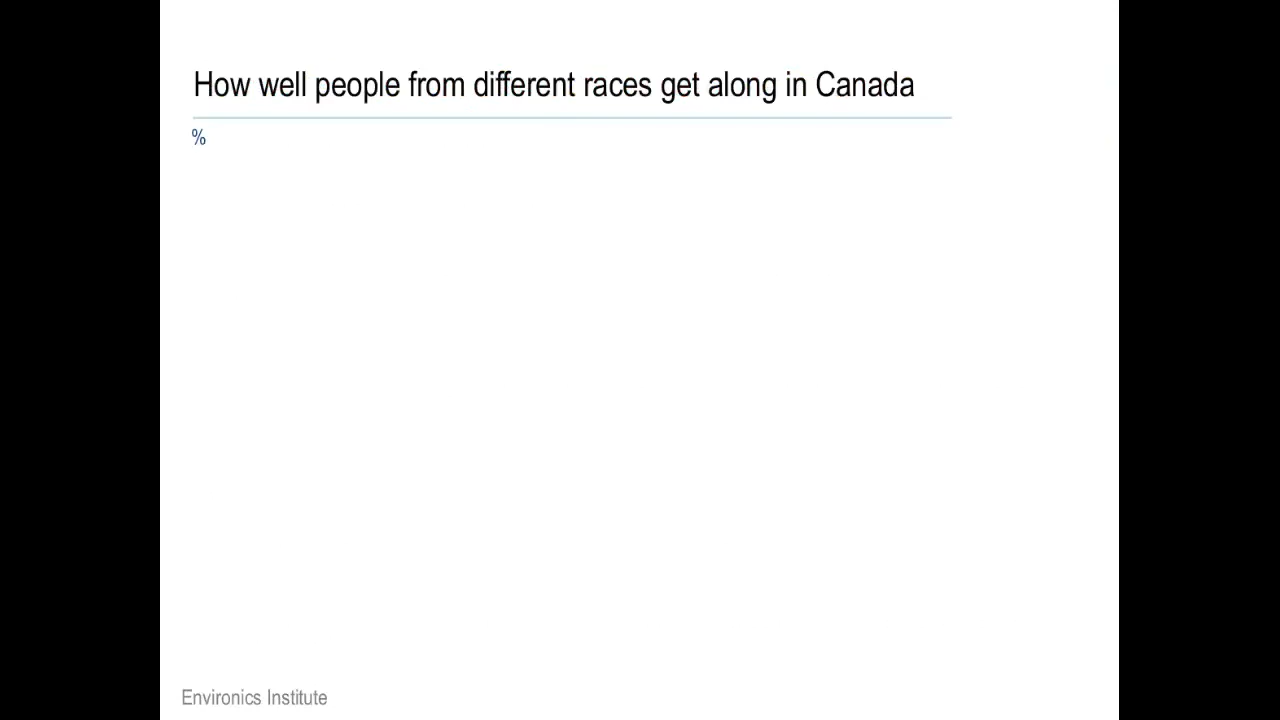 How well people from different races get along in Canada
%
Environics Institute